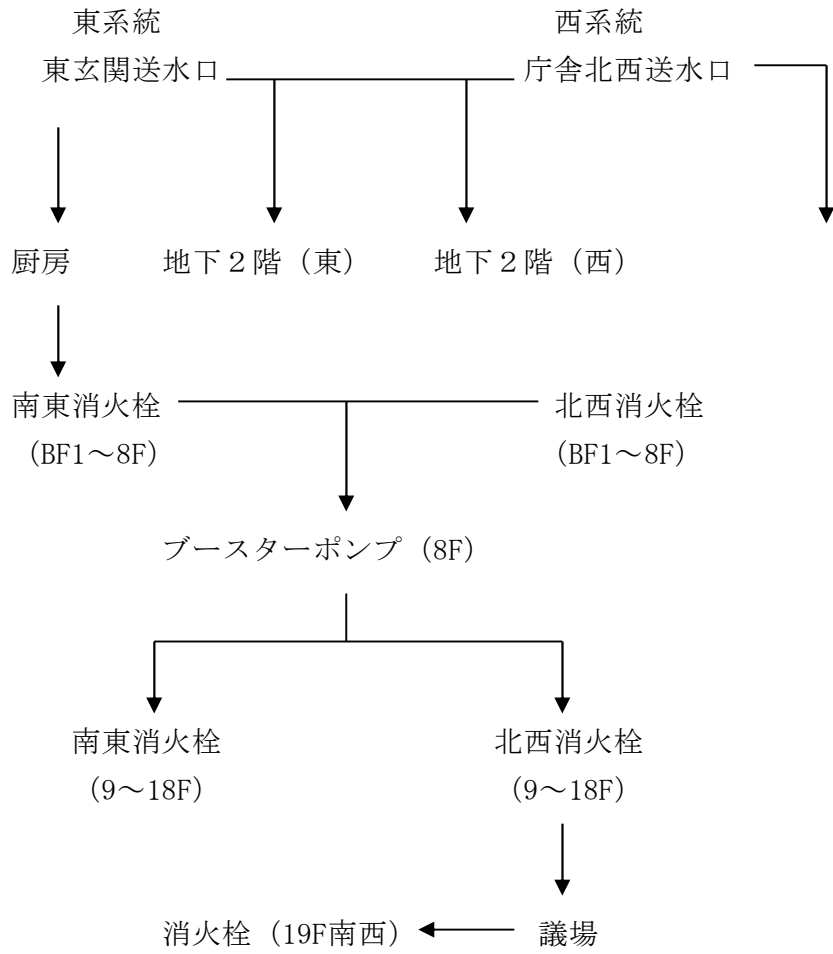 東系統 西系統
東玄関送水口 庁舎北西送水口
厨房 地下２階（東） 地下２階（西）
南東消火栓 北西消火栓
（BF1～8F） （BF1～8F）
ブースターポンプ（8F）
南東消火栓 北西消火栓
（9～18F） （9～18F）
消火栓（19F南西） 議場